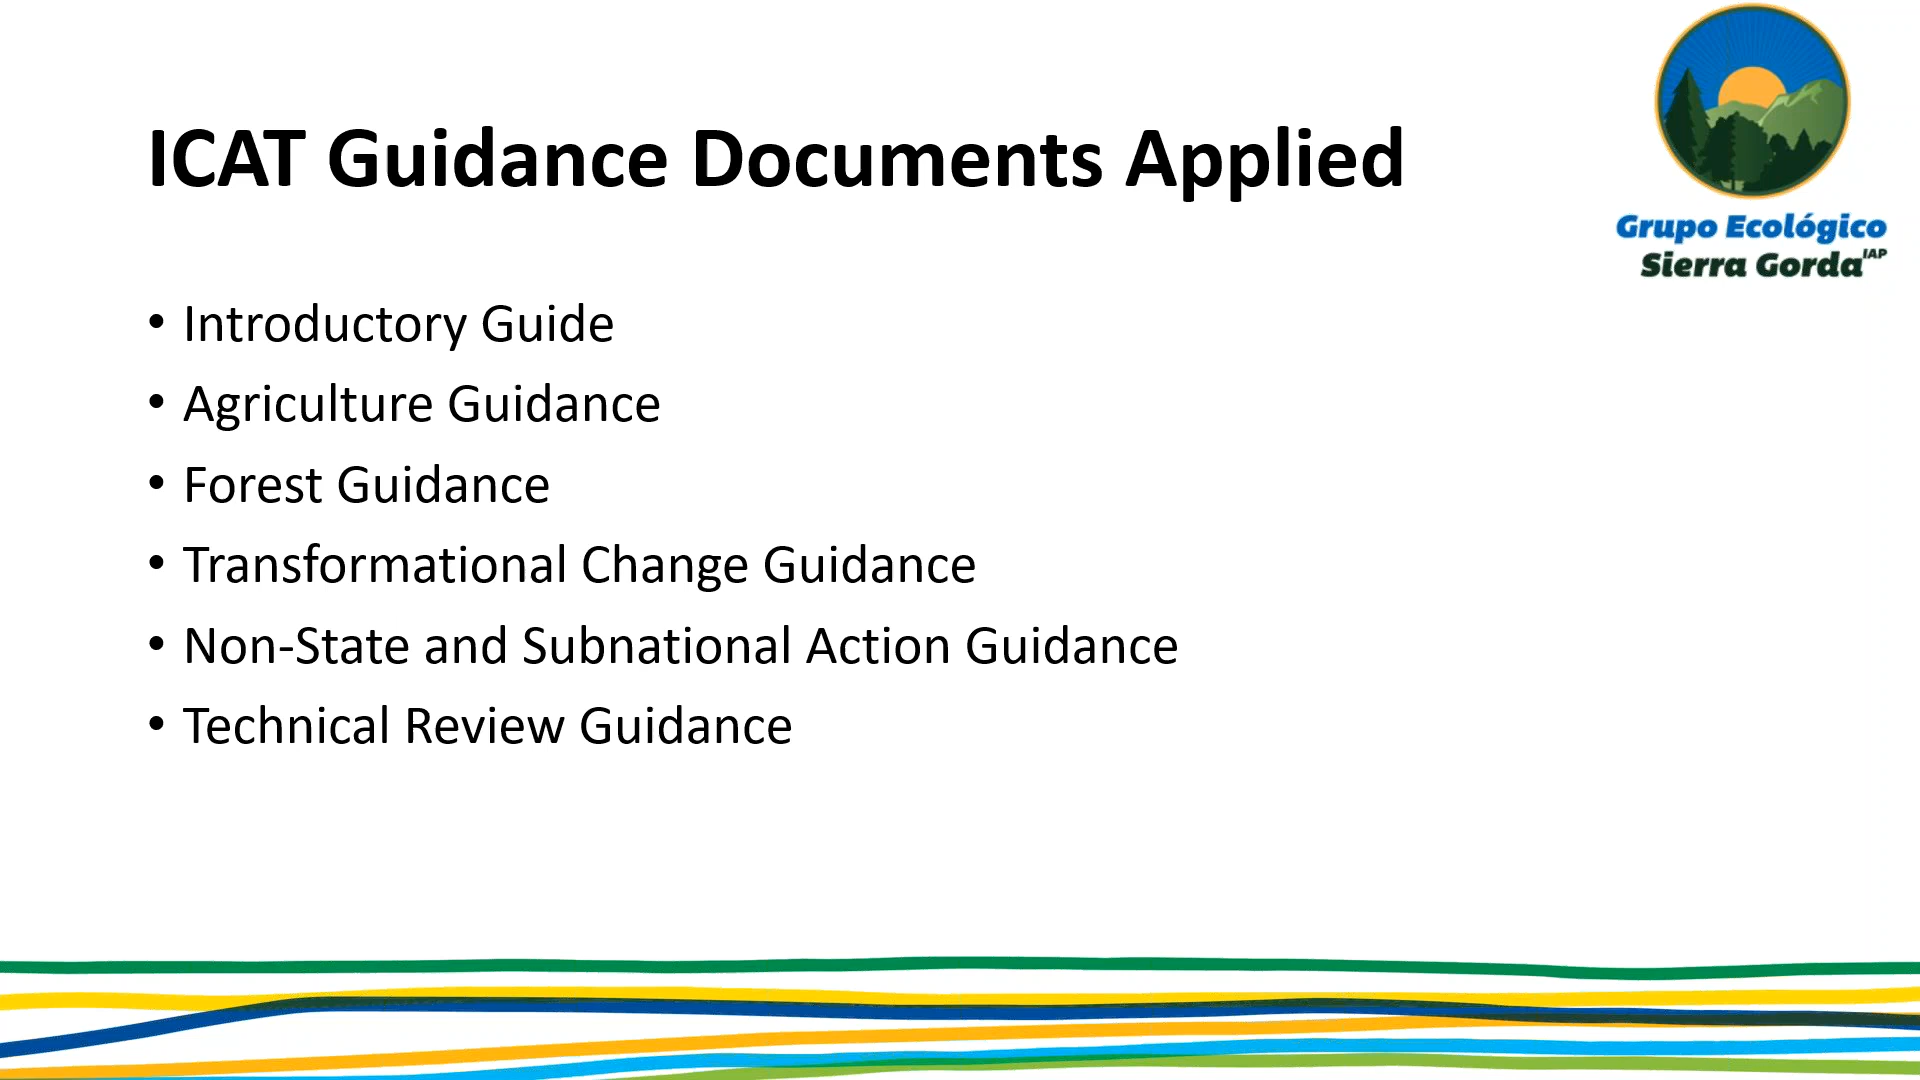 ICAT Guidance Documents Applied
Grupo Ecológico
Sierra Gorda IAP
• Introductory Guide
• Agriculture Guidance
• Forest Guidance
• Transformational Change Guidance
• Non-State and Subnational Action Guidance
• Technical Review Guidance